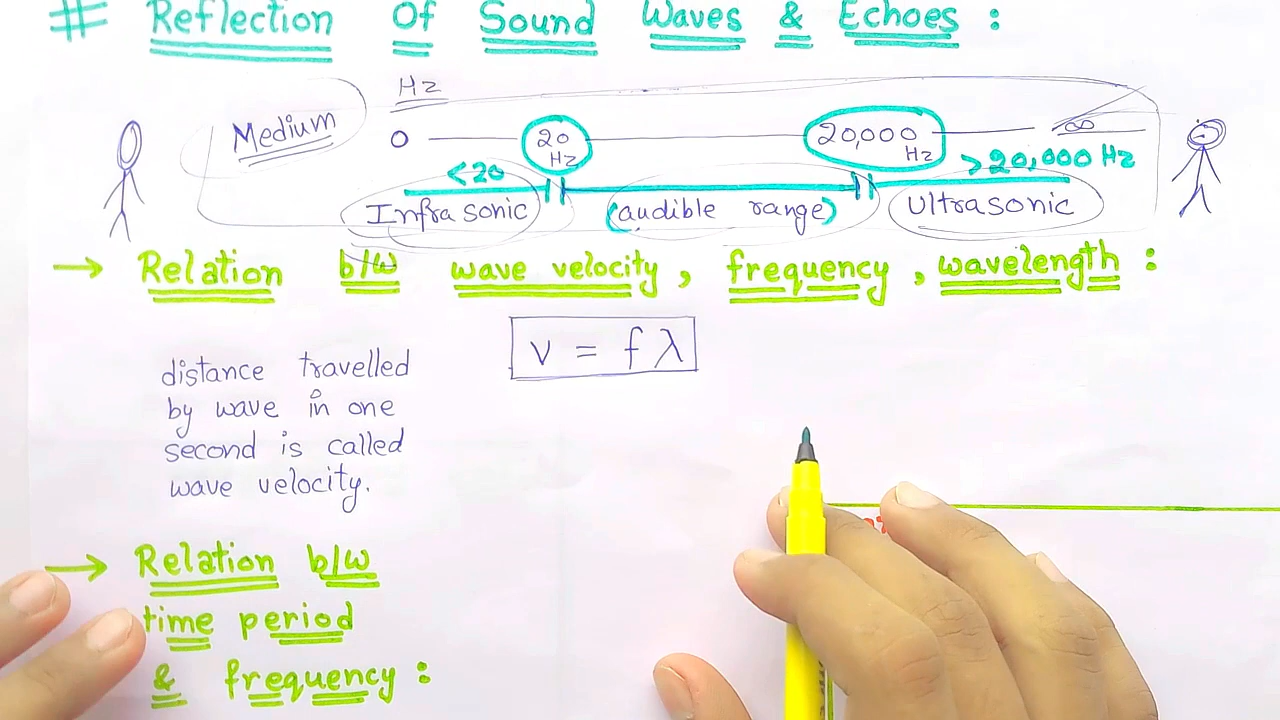 # Reflection Of Sound Waves & Echoes :
Hz
Medium
0 20 Hz 20,000 Hz ∞
<20 >20,000 Hz
Infrasonic (audible range) Ultrasonic
→ Relation b/w wave velocity, frequency, wavelength :
v = f λ
distance travelled
by wave in one
second is called
wave velocity.
→ Relation b/w
time period
& frequency :